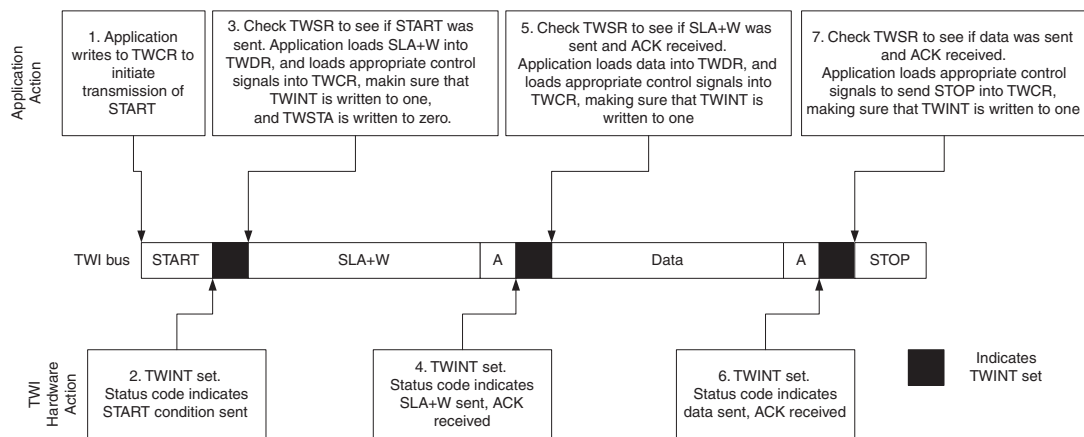 Application
Action
1. Application
writes to TWCR to
initiate
transmission of
START
3. Check TWSR to see if START was
sent. Application loads SLA+W into
TWDR, and loads appropriate control
signals into TWCR, makin sure that
TWINT is written to one,
and TWSTA is written to zero.
5. Check TWSR to see if SLA+W was
sent and ACK received.
Application loads data into TWDR, and
loads appropriate control signals into
TWCR, making sure that TWINT is
written to one
7. Check TWSR to see if data was sent
and ACK received.
Application loads appropriate control
signals to send STOP into TWCR,
making sure that TWINT is written to one
TWI bus
START
SLA+W
A
Data
A
STOP
TWI
Hardware
Action
2. TWINT set.
Status code indicates
START condition sent
4. TWINT set.
Status code indicates
SLA+W sent, ACK
received
6. TWINT set.
Status code indicates
data sent, ACK received
Indicates
TWINT set